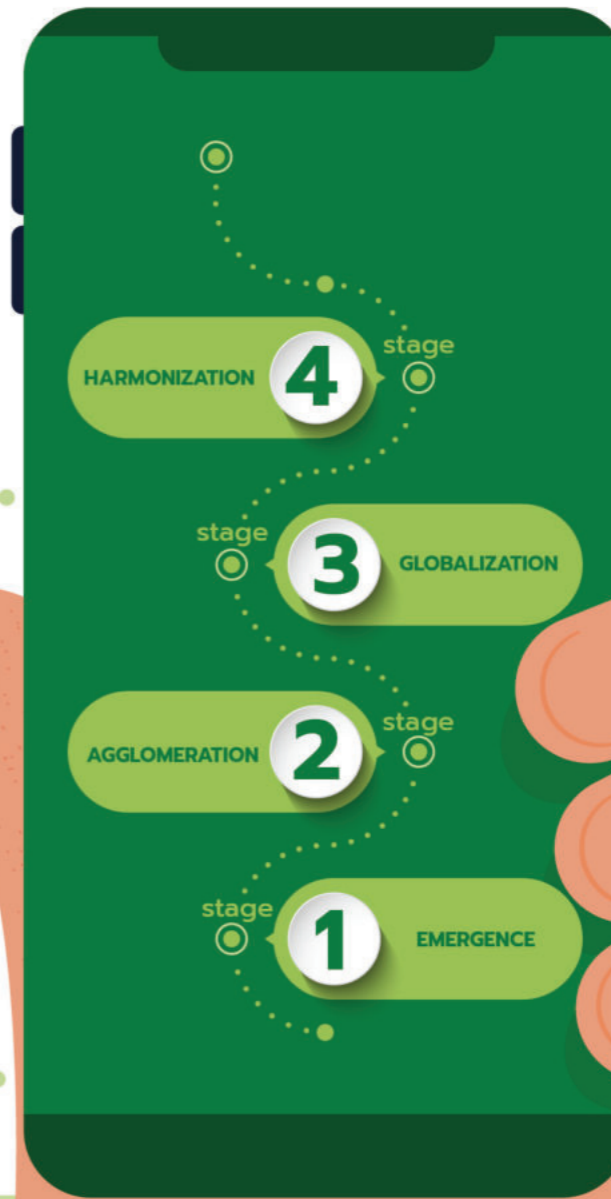 stage
HARMONIZATION 4
stage
3 GLOBALIZATION
stage
AGGLOMERATION 2
stage
1 EMERGENCE